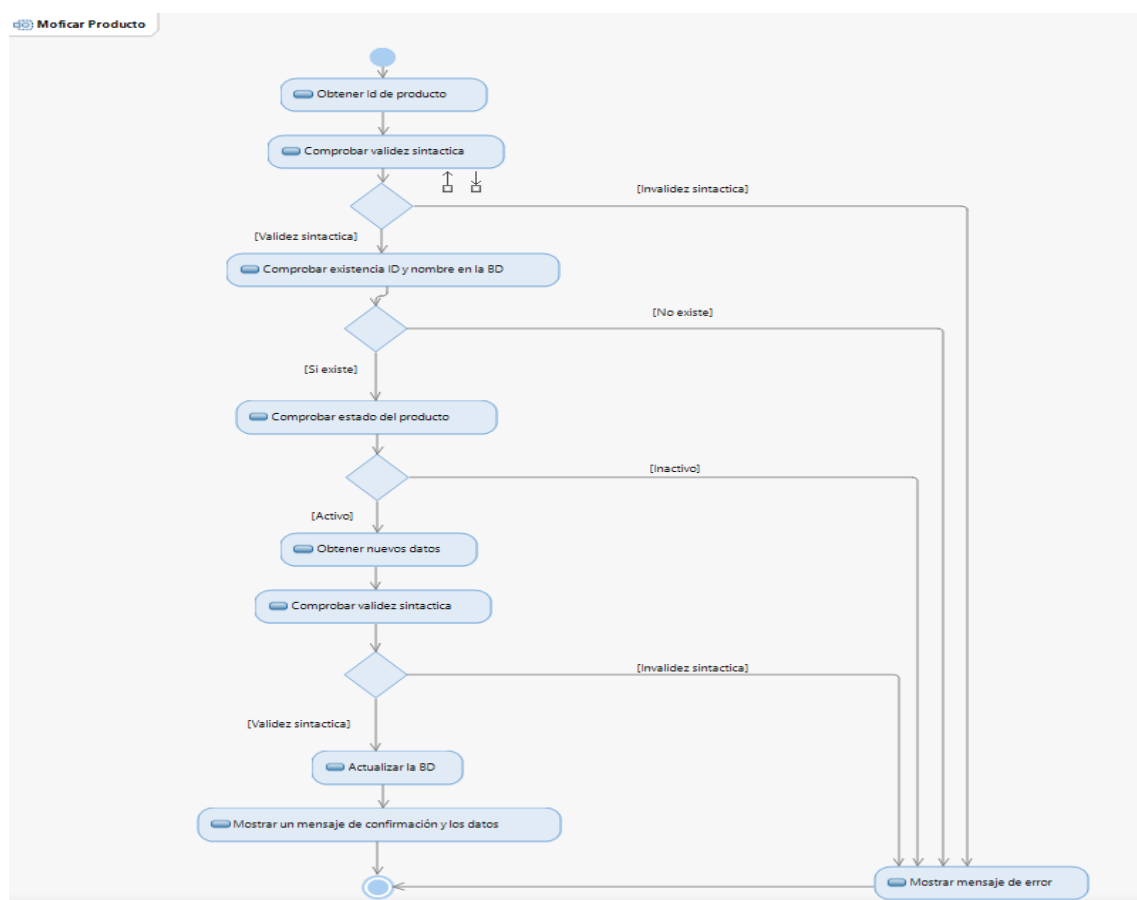 Moficar Producto
Obtener Id de producto
Comprobar validez sintactica
[Invalidez sintactica]
[Validez sintactica]
Comprobar existencia ID y nombre en la BD
[No existe]
[Si existe]
Comprobar estado del producto
[Inactivo]
[Activo]
Obtener nuevos datos
Comprobar validez sintactica
[Invalidez sintactica]
[Validez sintactica]
Actualizar la BD
Mostrar un mensaje de confirmación y los datos
Mostrar mensaje de error